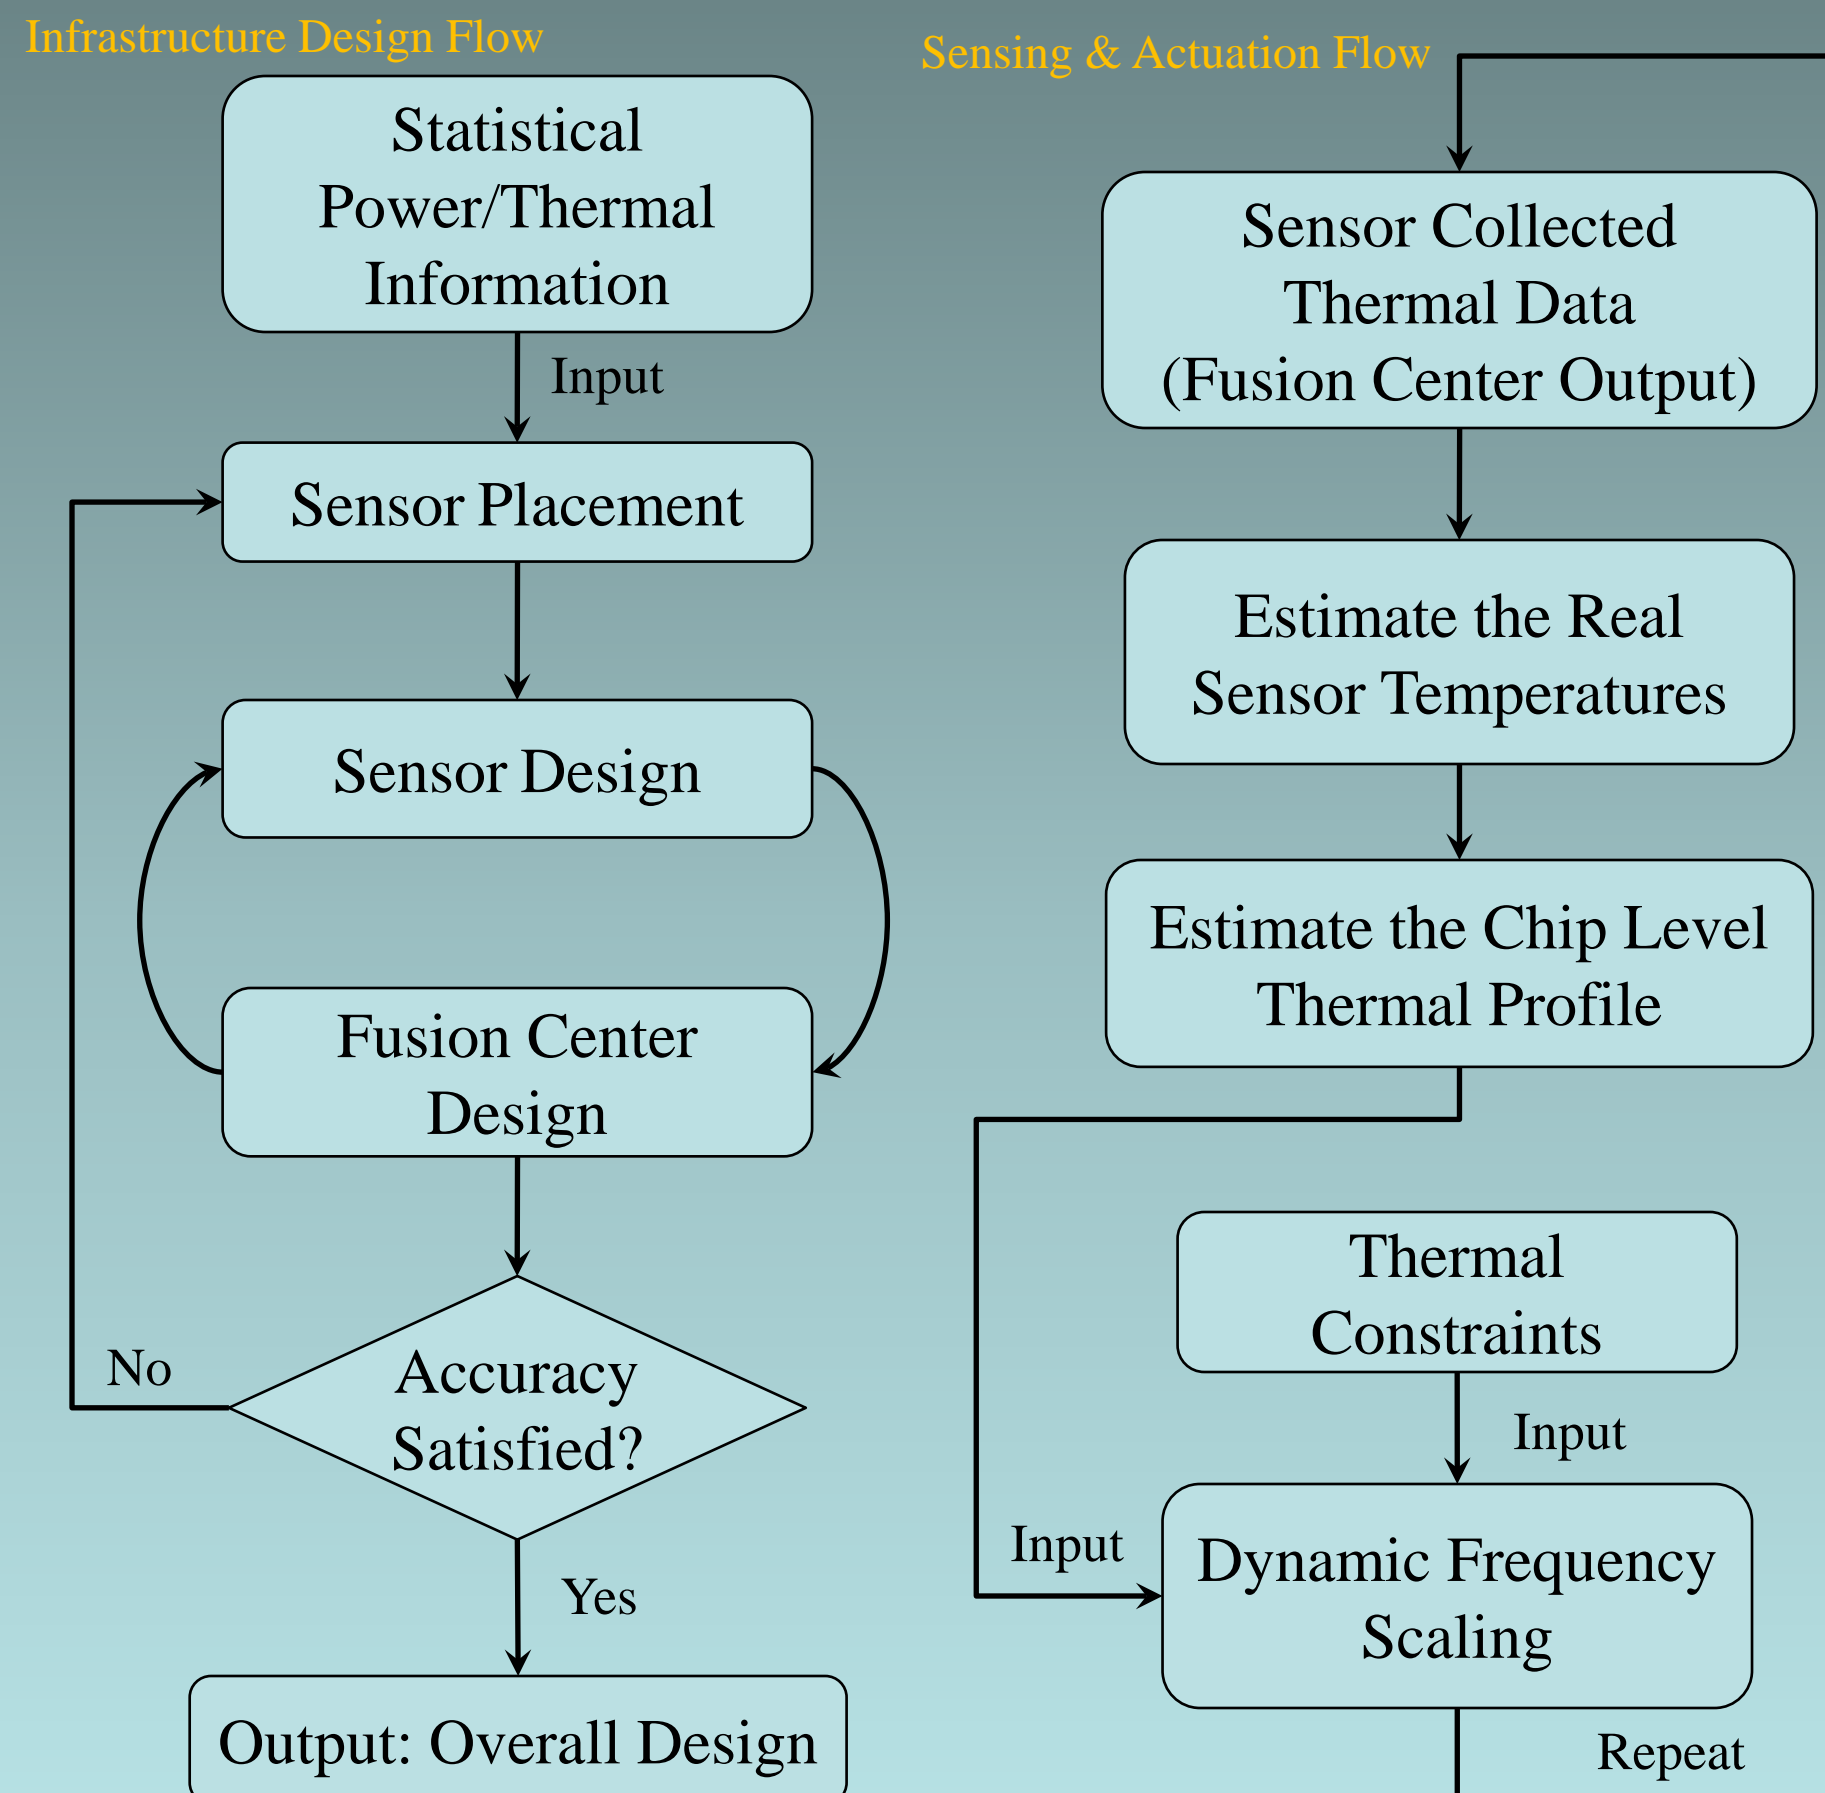 Infrastructure Design Flow
Statistical
Power/Thermal
Information
Input
Sensor Placement
Sensor Design
Fusion Center
Design
Accuracy
Satisfied?
No
Yes
Output: Overall Design
Sensing & Actuation Flow
Sensor Collected
Thermal Data
(Fusion Center Output)
Estimate the Real
Sensor Temperatures
Estimate the Chip Level
Thermal Profile
Thermal
Constraints
Input
Input
Dynamic Frequency
Scaling
Repeat